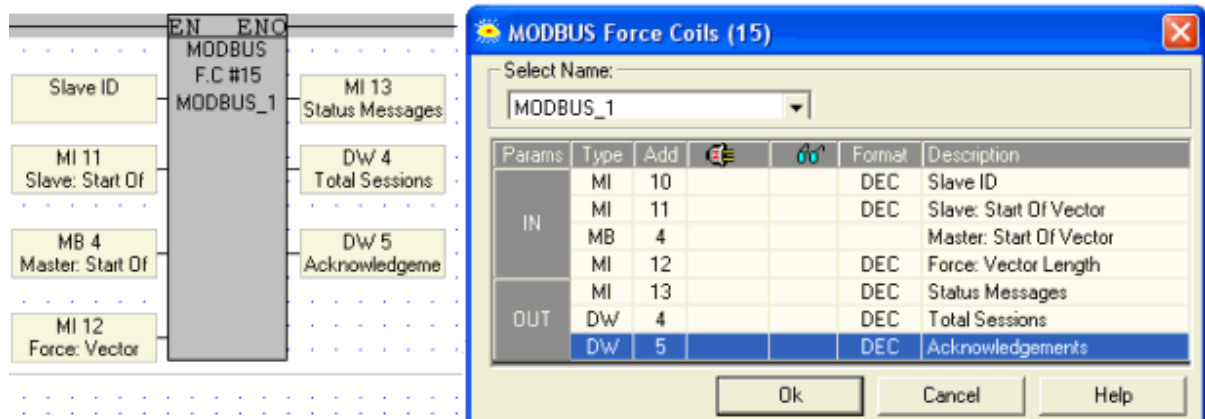 EN ENO
MODBUS
F.C #15
MODBUS_1
Slave ID
MI 11
Slave: Start Of
MB 4
Master: Start Of
MI 12
Force: Vector
MI 13
Status Messages
DW 4
Total Sessions
DW 5
Acknowledgeme
MODBUS Force Coils (15)
Select Name:
MODBUS_1
Params Type Add Format Description
IN
MI 10 DEC Slave ID
MI 11 DEC Slave: Start Of Vector
MB 4 Master: Start Of Vector
MI 12 DEC Force: Vector Length
OUT
MI 13 DEC Status Messages
DW 4 DEC Total Sessions
DW 5 DEC Acknowledgements
Ok Cancel Help